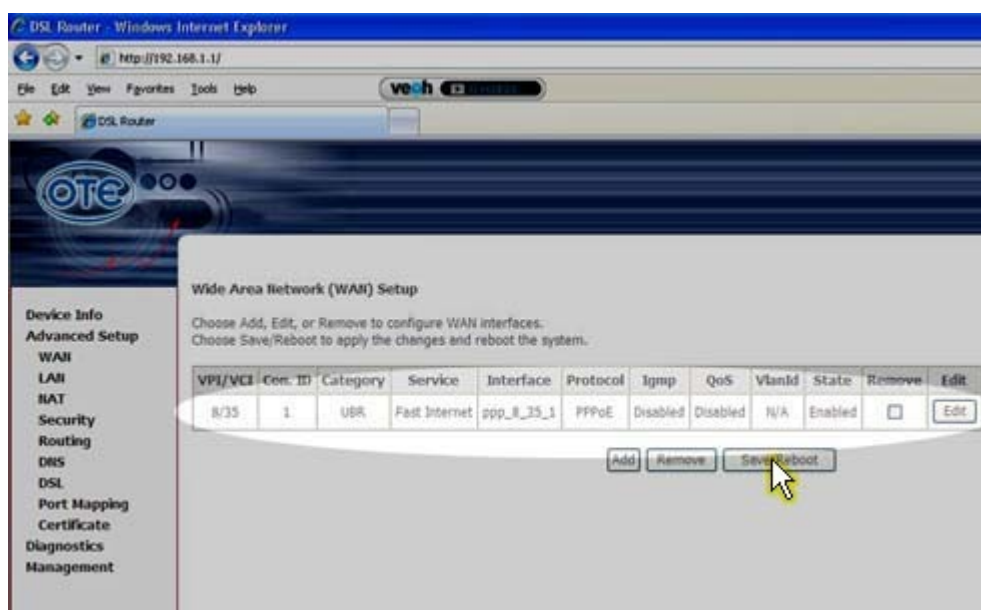 DSL Router - Windows Internet Explorer
http://192.168.1.1/
File Edit View Favorites Tools Help
veoh
DSL Router
OTE
Wide Area Network (WAN) Setup
Choose Add, Edit, or Remove to configure WAN interfaces.
Choose Save/Reboot to apply the changes and reboot the system.
Device Info
Advanced Setup
WAN
LAN
NAT
Security
Routing
DNS
DSL
Port Mapping
Certificate
Diagnostics
Management
VPI/VCI Con. ID Category Service Interface Protocol Igmp QoS VlanId State Remove Edit
8/35 1 UBR Fast Internet ppp_8_35_1 PPPoE Disabled Disabled N/A Enabled Edit
Add Remove Save/Reboot